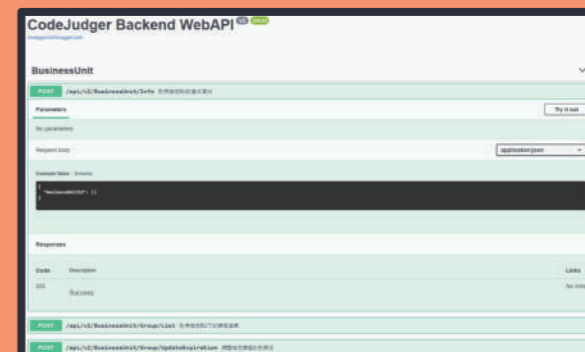 CodeJudger Backend WebAPI
BusinessUnit
POST /api/v2/BusinessUnit/Info
Parameters
Try it out
No parameters
Request body
application/json
Example Value Schema
{
"businessUnitId": {}
}
Responses
Code Description Links
200 Success No links
POST /api/v2/BusinessUnit/Group/List
POST /api/v2/BusinessUnit/Group/UpdateExpiration